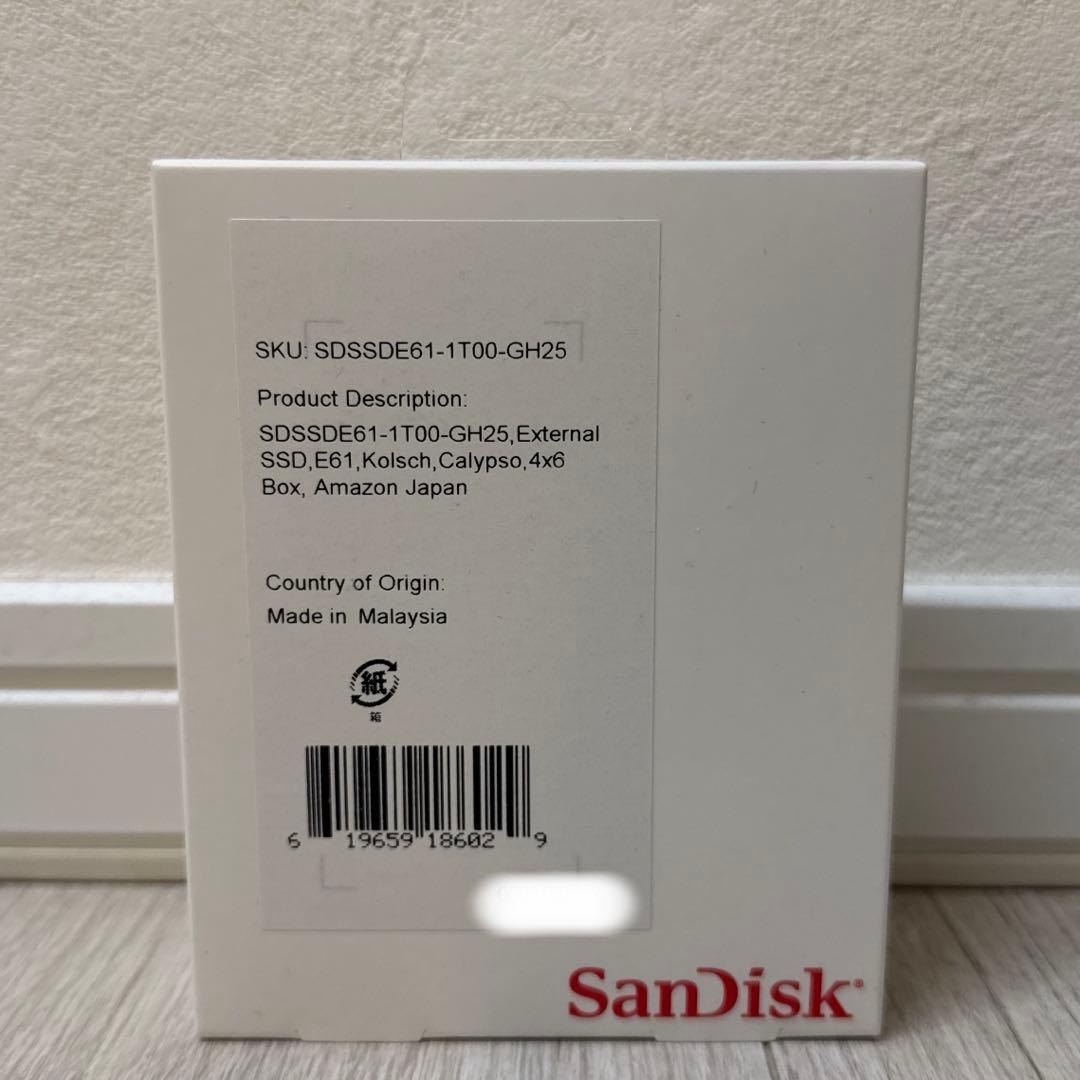 SKU: SDSSDE61-1T00-GH25
Product Description:
SDSSDE61-1T00-GH25,External
SSD,E61,Kolsch,Calypso,4x6
Box, Amazon Japan
Country of Origin:
Made in Malaysia
紙
箱
6 19659 18602 9
SanDisk®